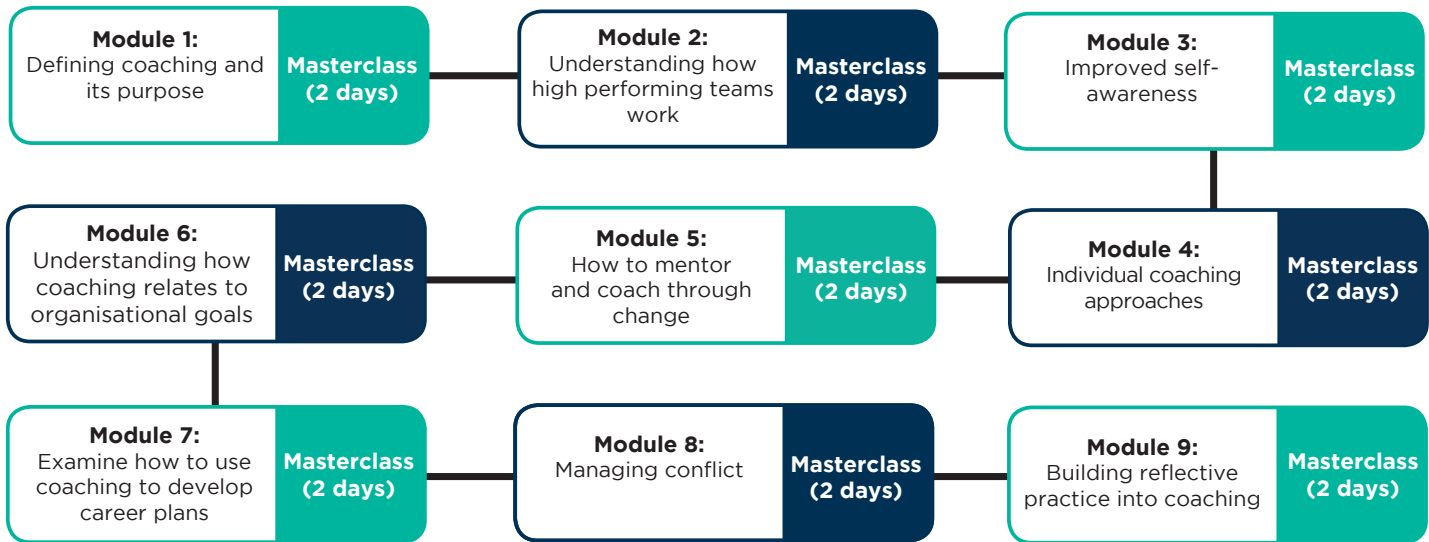 Module 1:
Defining coaching and
its purpose
Masterclass
(2 days)
Module 2:
Understanding how
high performing teams
work
Masterclass
(2 days)
Module 3:
Improved self-
awareness
Masterclass
(2 days)
Module 4:
Individual coaching
approaches
Masterclass
(2 days)
Module 5:
How to mentor
and coach through
change
Masterclass
(2 days)
Module 6:
Understanding how
coaching relates to
organisational goals
Masterclass
(2 days)
Module 7:
Examine how to use
coaching to develop
career plans
Masterclass
(2 days)
Module 8:
Managing conflict
Masterclass
(2 days)
Module 9:
Building reflective
practice into coaching
Masterclass
(2 days)